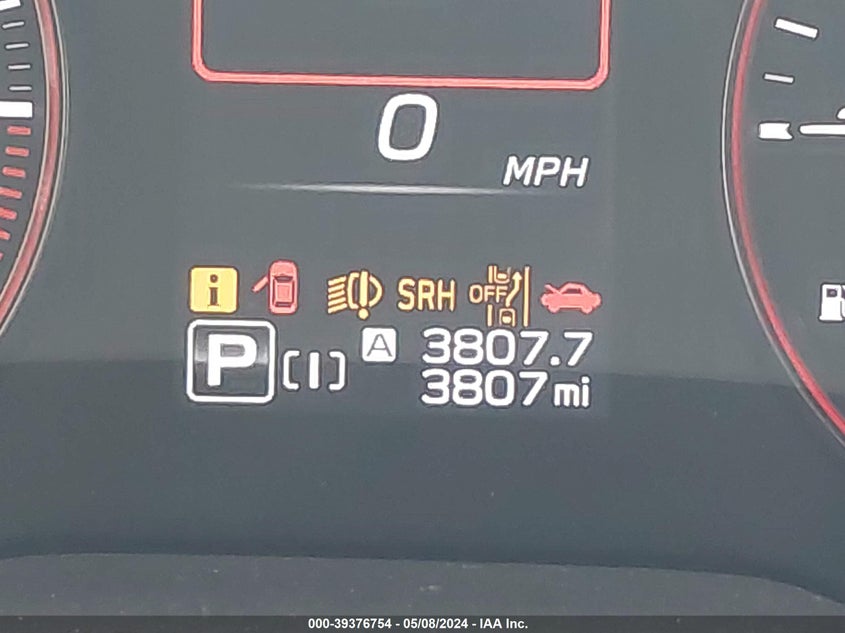 0
MPH
i SRH OFF
P [I] A 3807.7
3807mi
000-39376754 - 05/08/2024 - IAA Inc.